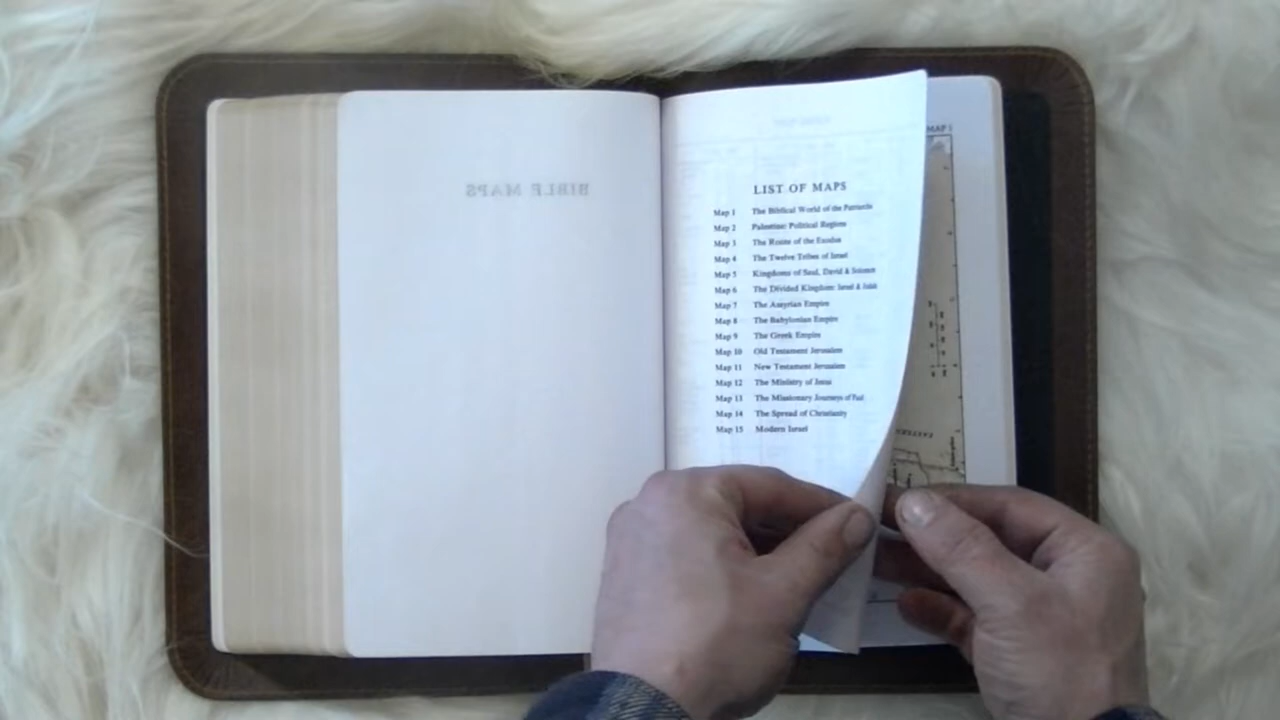 BIBLE MAPS
LIST OF MAPS
Map 1 The Biblical World of the Patriarchs
Map 2 Palestine: Political Regions
Map 3 The Route of the Exodus
Map 4 The Twelve Tribes of Israel
Map 5 Kingdoms of Saul, David & Solomon
Map 6 The Divided Kingdom: Israel & Judah
Map 7 The Assyrian Empire
Map 8 The Babylonian Empire
Map 9 The Greek Empire
Map 10 Old Testament Jerusalem
Map 11 New Testament Jerusalem
Map 12 The Ministry of Jesus
Map 13 The Missionary Journeys of Paul
Map 14 The Spread of Christianity
Map 15 Modern Israel
MAP 1